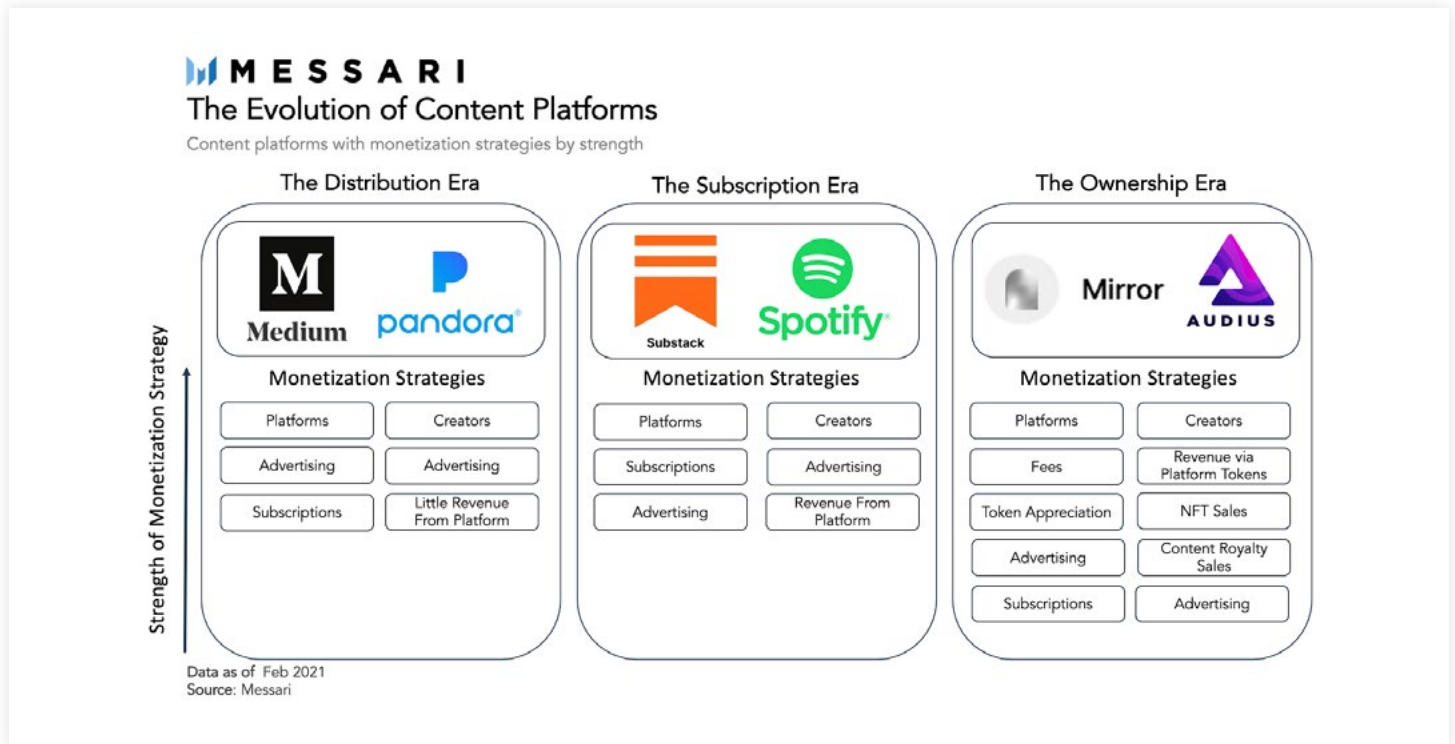 MESSARI
The Evolution of Content Platforms
Content platforms with monetization strategies by strength
The Distribution Era
M
Medium
pandora®
Monetization Strategies
Platforms
Creators
Advertising
Advertising
Subscriptions
Little Revenue
From Platform
The Subscription Era
Substack
Spotify®
Monetization Strategies
Platforms
Creators
Subscriptions
Advertising
Advertising
Revenue From
Platform
The Ownership Era
Mirror
AUDIUS
Monetization Strategies
Platforms
Creators
Fees
Revenue via
Platform Tokens
Token Appreciation
NFT Sales
Advertising
Content Royalty
Sales
Subscriptions
Advertising
Strength of Monetization Strategy
Data as of Feb 2021
Source: Messari